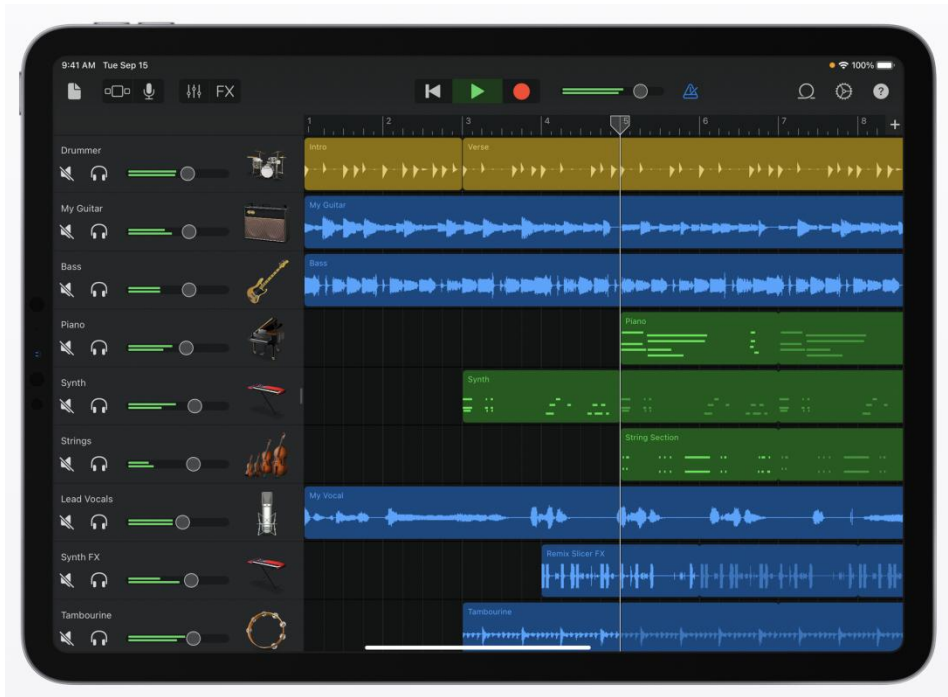 9:41 AM Tue Sep 15
100%
FX
1 2 3 4 5 6 7 8 +
Drummer
Intro
Verse
My Guitar
My Guitar
Bass
Bass
Piano
Piano
Synth
Synth
Strings
String Section
Lead Vocals
My Vocal
Synth FX
Remix Slicer FX
Tambourine
Tambourine